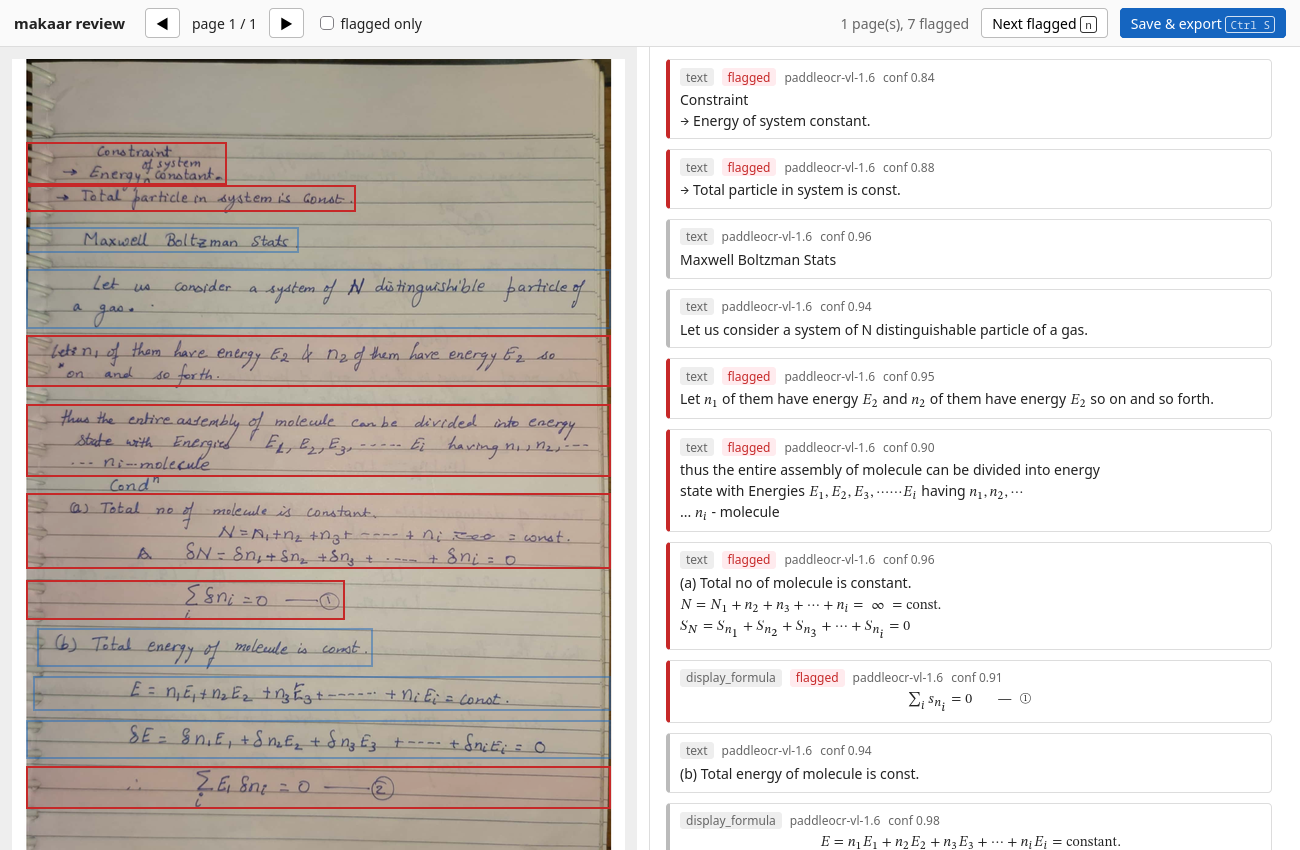 makaar review ◀ page 1 / 1 ▶ flagged only 1 page(s), 7 flagged Next flagged n Save & export Ctrl S
Constraint
→ Energy of system constant.
→ Total particle in system is Const.
Maxwell Boltzman Stats
Let us consider a system of N distinguishible particle of
a gas.
Let n₁ of them have energy E₂ & n₂ of them have energy E₂ so
on and so forth.
thus the entire assembly of molecule can be divided into energy
state with Energies E₁, E₂, E₃, ----- Eᵢ having n₁, n₂, ---
--- nᵢ - molecule
Condⁿ
(a) Total no of molecule is constant.
N = n₁ + n₂ + n₃ + ----- + nᵢ = const.
δN = δn₁ + δn₂ + δn₃ + ----- + δnᵢ = 0
∑ᵢ δnᵢ = 0 —— ①
(b) Total energy of molecule is const.
E = n₁E₁ + n₂E₂ + n₃E₃ + ------ + nᵢEᵢ = const.
δE = δn₁E₁ + δn₂E₂ + δn₃E₃ + ---- + δnᵢEᵢ = 0
∴ ∑ᵢ Eᵢ δnᵢ = 0 —— ②
text flagged paddleocr-vl-1.6 conf 0.84
Constraint
→ Energy of system constant.
text flagged paddleocr-vl-1.6 conf 0.88
→ Total particle in system is const.
text paddleocr-vl-1.6 conf 0.96
Maxwell Boltzman Stats
text paddleocr-vl-1.6 conf 0.94
Let us consider a system of N distinguishable particle of a gas.
text flagged paddleocr-vl-1.6 conf 0.95
Let n₁ of them have energy E₂ and n₂ of them have energy E₂ so on and so forth.
text flagged paddleocr-vl-1.6 conf 0.90
thus the entire assembly of molecule can be divided into energy
state with Energies E₁, E₂, E₃, ⋯⋯Eᵢ having n₁, n₂, ⋯
... nᵢ - molecule
text flagged paddleocr-vl-1.6 conf 0.96
(a) Total no of molecule is constant.
N = N₁ + n₂ + n₃ + ⋯ + nᵢ = ∞ = const.
S_N = S_n₁ + S_n₂ + S_n₃ + ⋯ + S_nᵢ = 0
display_formula flagged paddleocr-vl-1.6 conf 0.91
∑ᵢ s_nᵢ = 0 — ①
text paddleocr-vl-1.6 conf 0.94
(b) Total energy of molecule is const.
display_formula paddleocr-vl-1.6 conf 0.98
E = n₁E₁ + n₂E₂ + n₃E₃ + ⋯ + nᵢEᵢ = constant.